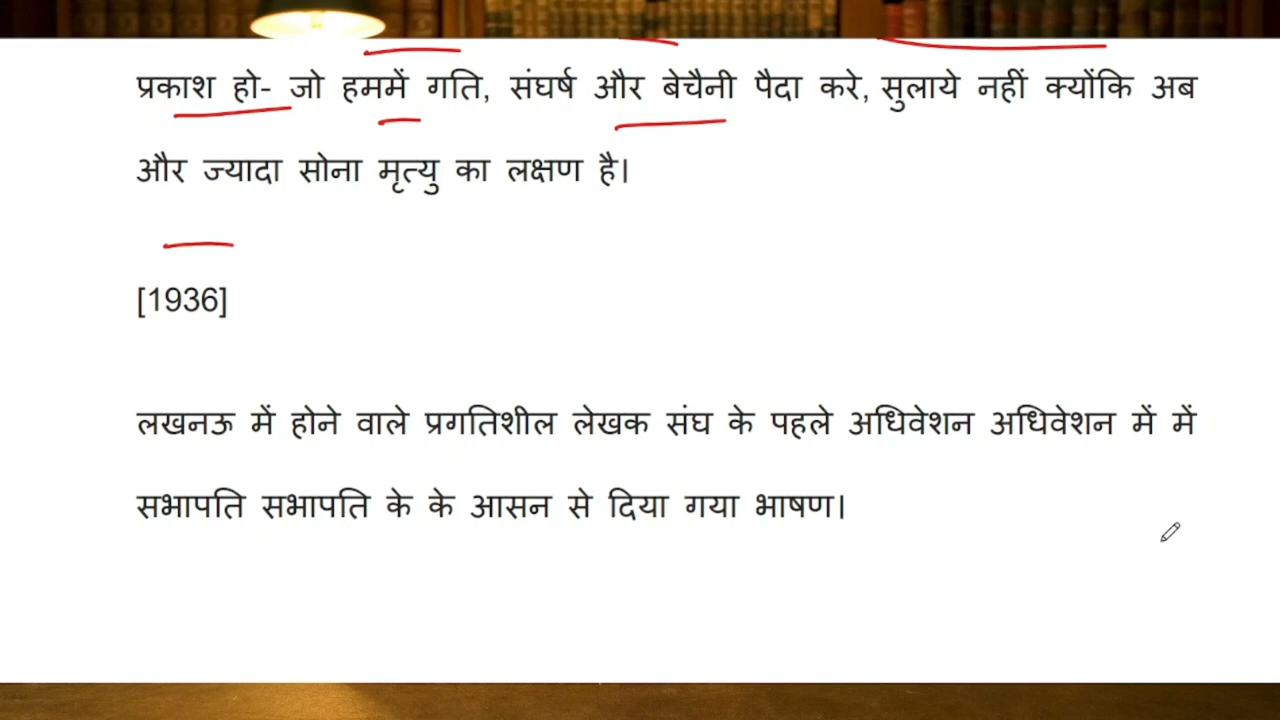 प्रकाश हो- जो हममें गति, संघर्ष और बेचैनी पैदा करे, सुलाये नहीं क्योंकि अब
और ज्यादा सोना मृत्यु का लक्षण है।
[1936]
लखनऊ में होने वाले प्रगतिशील लेखक संघ के पहले अधिवेशन अधिवेशन में में
सभापति सभापति के के आसन से दिया गया भाषण।